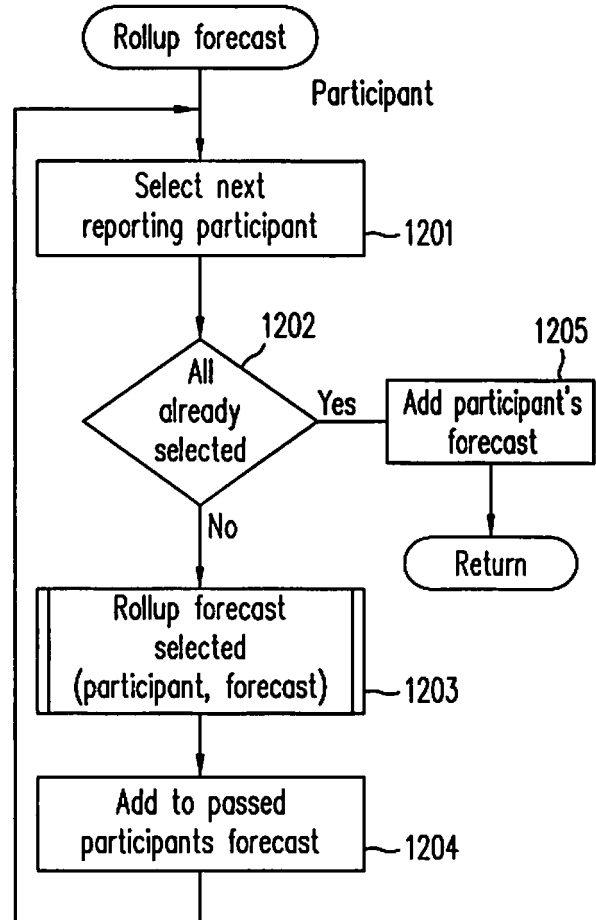 Rollup forecast
Participant
Select next
reporting participant
1201
1202
All
already
selected
Yes
1205
Add participant's
forecast
Return
No
Rollup forecast
selected
(participant, forecast)
1203
Add to passed
participants forecast
1204